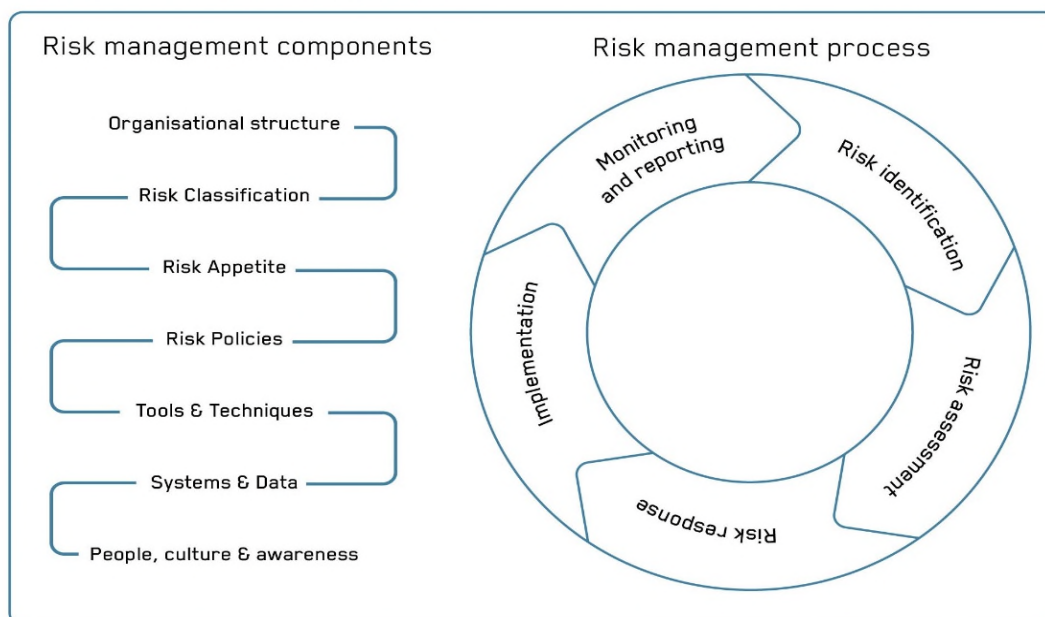 Risk management components
Organisational structure
Risk Classification
Risk Appetite
Risk Policies
Tools & Techniques
Systems & Data
People, culture & awareness
Risk management process
Monitoring
and reporting
Risk identification
Risk assessment
Risk response
Implementation